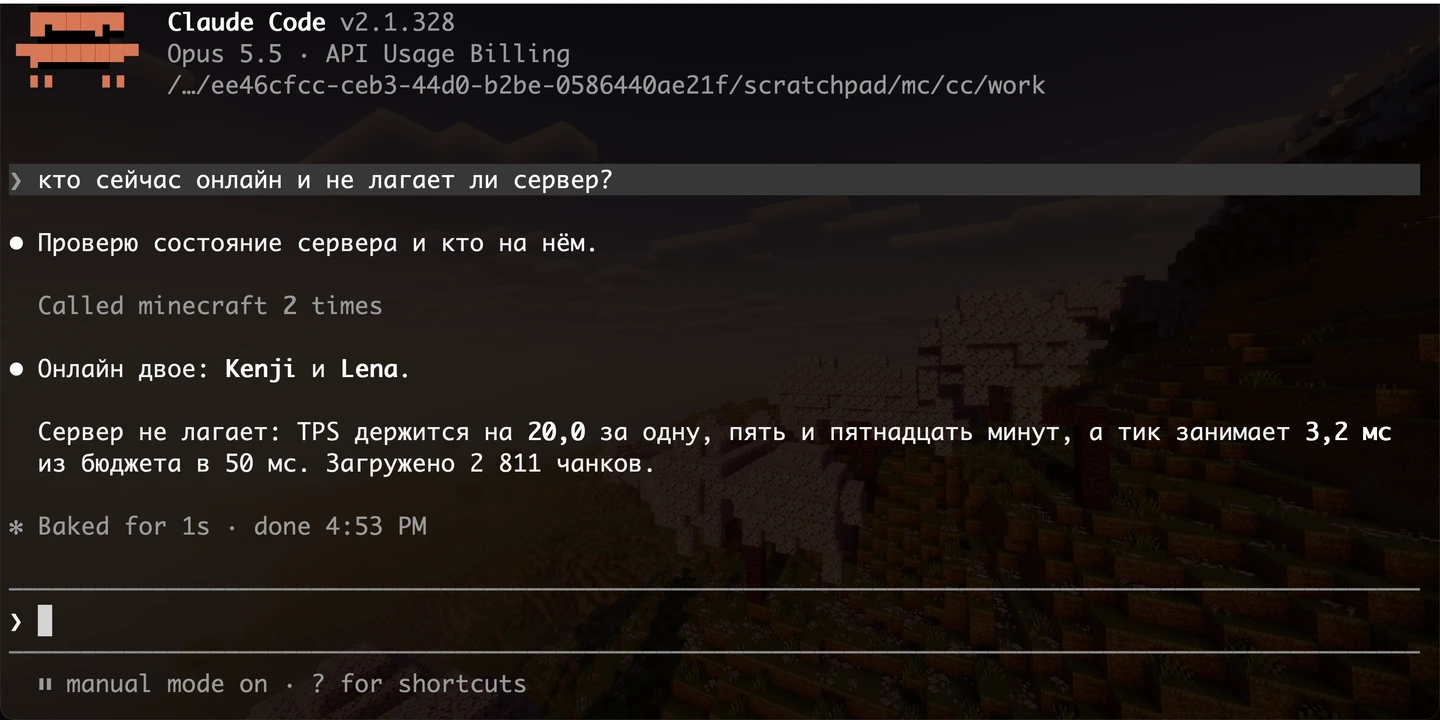 Claude Code v2.1.328
Opus 5.5 · API Usage Billing
/…/ee46cfcc-ceb3-44d0-b2be-0586440ae21f/scratchpad/mc/cc/work
❯ кто сейчас онлайн и не лагает ли сервер?
● Проверю состояние сервера и кто на нём.
Called minecraft 2 times
● Онлайн двое: Kenji и Lena.
Сервер не лагает: TPS держится на 20,0 за одну, пять и пятнадцать минут, а тик занимает 3,2 мс
из бюджета в 50 мс. Загружено 2 811 чанков.
✻ Baked for 1s · done 4:53 PM
❯
⏸ manual mode on · ? for shortcuts